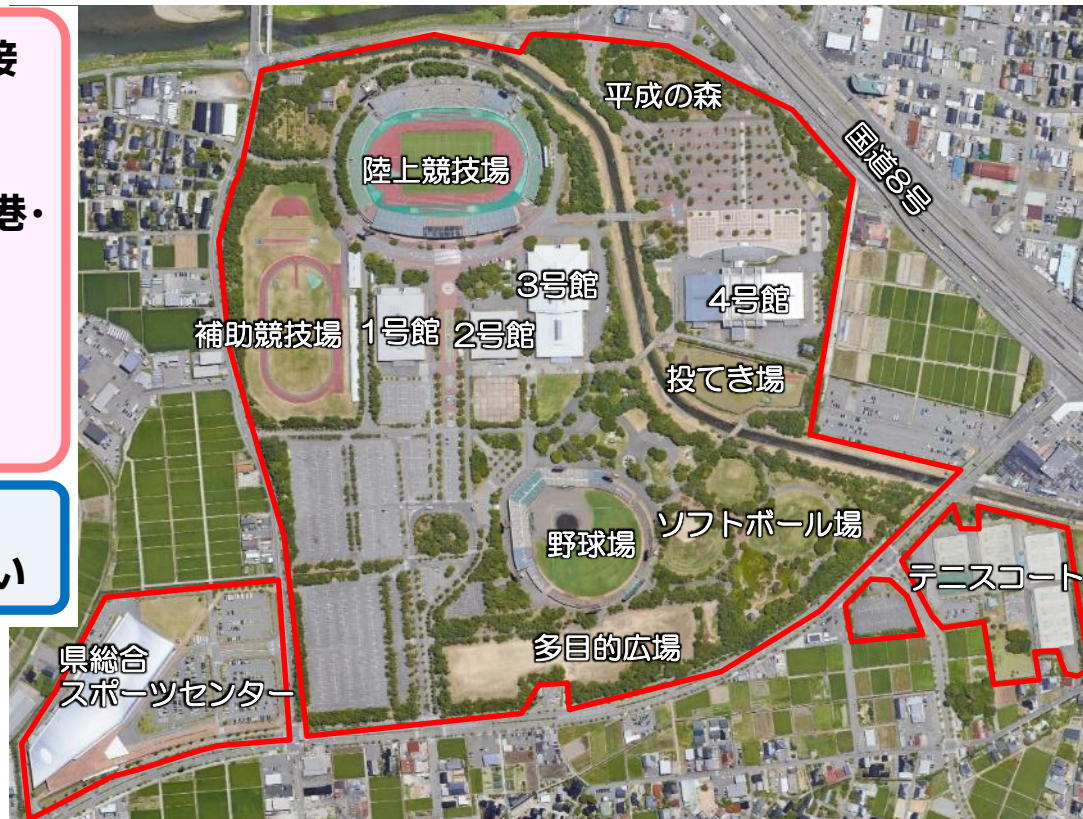 接
港・
い
平成の森
国道8号
陸上競技場
3号館
4号館
補助競技場
1号館
2号館
投てき場
野球場
ソフトボール場
テニスコート
多目的広場
県総合
スポーツセンター